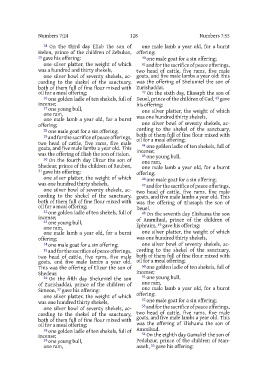 Numbers 7:24 128 Numbers 7:55
24 On the third day Eliab the son of
Helon, prince of the children of Zebulun,
25 gave his offering:
one silver platter, the weight of which
was a hundred and thirty shekels,
one silver bowl of seventy shekels, ac-
cording to the shekel of the sanctuary,
both of them full of fine flour mixed with
oil for a meal offering;
26 one golden ladle of ten shekels, full of
incense;
27 one young bull,
one ram,
one male lamb a year old, for a burnt
offering;
28 one male goat for a sin offering;
29 and for the sacrifice of peace offerings,
two head of cattle, five rams, five male
goats, and five male lambs a year old. This
was the offering of Eliab the son of Helon.
30 On the fourth day Elizur the son of
Shedeur, prince of the children of Reuben,
31 gave his offering:
one silver platter, the weight of which
was one hundred thirty shekels,
one silver bowl of seventy shekels, ac-
cording to the shekel of the sanctuary,
both of them full of fine flour mixed with
oil for a meal offering;
32 one golden ladle of ten shekels, full of
incense;
33 one young bull,
one ram,
one male lamb a year old, for a burnt
offering;
34 one male goat for a sin offering;
35 and for the sacrifice of peace offerings,
two head of cattle, five rams, five male
goats, and five male lambs a year old.
This was the offering of Elizur the son of
Shedeur.
36 On the fifth day Shelumiel the son
of Zurishaddai, prince of the children of
Simeon, 37 gave his offering:
one silver platter, the weight of which
was one hundred thirty shekels,
one silver bowl of seventy shekels, ac-
cording to the shekel of the sanctuary,
both of them full of fine flour mixed with
oil for a meal offering;
38 one golden ladle of ten shekels, full of
incense;
39 one young bull,
one ram,
one male lamb a year old, for a burnt
offering;
40 one male goat for a sin offering;
41 and for the sacrifice of peace offerings,
two head of cattle, five rams, five male
goats, and five male lambs a year old. This
was the offering of Shelumiel the son of
Zurishaddai.
42 On the sixth day, Eliasaph the son of
Deuel, prince of the children of Gad, 43 gave
his offering:
one silver platter, the weight of which
was one hundred thirty shekels,
one silver bowl of seventy shekels, ac-
cording to the shekel of the sanctuary,
both of them full of fine flour mixed with
oil for a meal offering;
44 one golden ladle of ten shekels, full of
incense;
45 one young bull,
one ram,
one male lamb a year old, for a burnt
offering;
46 one male goat for a sin offering;
47 and for the sacrifice of peace offerings,
two head of cattle, five rams, five male
goats, and five male lambs a year old. This
was the offering of Eliasaph the son of
Deuel.
48 On the seventh day Elishama the son
of Ammihud, prince of the children of
Ephraim, 49 gave his offering:
one silver platter, the weight of which
was one hundred thirty shekels,
one silver bowl of seventy shekels, ac-
cording to the shekel of the sanctuary,
both of them full of fine flour mixed with
oil for a meal offering;
50 one golden ladle of ten shekels, full of
incense;
51 one young bull,
one ram,
one male lamb a year old, for a burnt
offering;
52 one male goat for a sin offering;
53 and for the sacrifice of peace offerings,
two head of cattle, five rams, five male
goats, and five male lambs a year old. This
was the offering of Elishama the son of
Ammihud.
54 On the eighth day Gamaliel the son of
Pedahzur, prince of the children of Man-
asseh, 55 gave his offering: